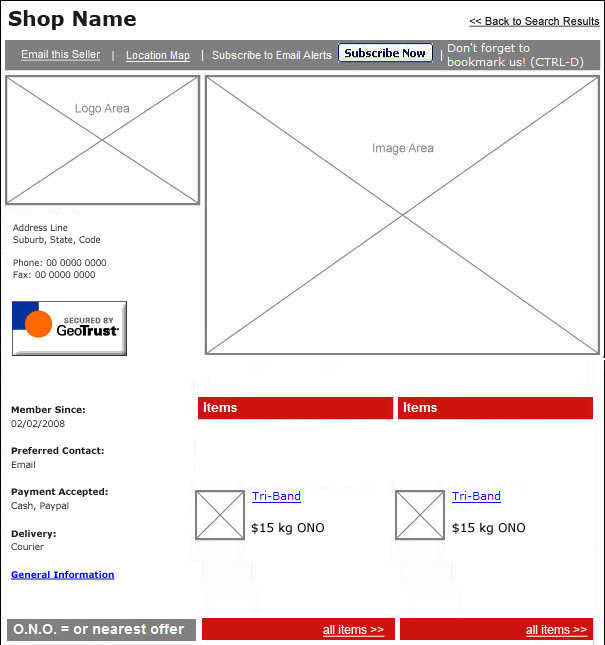 Shop Name
<< Back to Search Results
Email this Seller | Location Map | Subscribe to Email Alerts Subscribe Now | Don't forget to
bookmark us! (CTRL-D)
Logo Area
Image Area
Address Line
Suburb, State, Code
Phone: 00 0000 0000
Fax: 00 0000 0000
SECURED BY
GeoTrust
Member Since:
02/02/2008
Preferred Contact:
Email
Payment Accepted:
Cash, Paypal
Delivery:
Courier
General Information
Items
Tri-Band
$15 kg ONO
Items
Tri-Band
$15 kg ONO
O.N.O. = or nearest offer
all items >>
all items >>